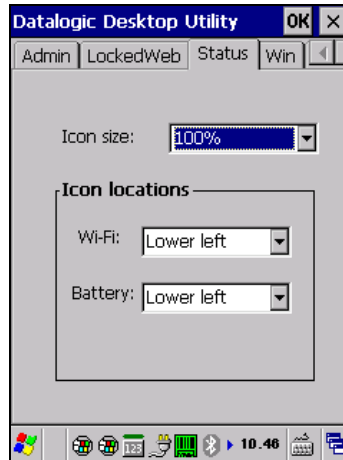 Datalogic Desktop Utility OK
Admin LockedWeb Status Win
Icon size: 100%
Icon locations
Wi-Fi: Lower left
Battery: Lower left
123 10.46